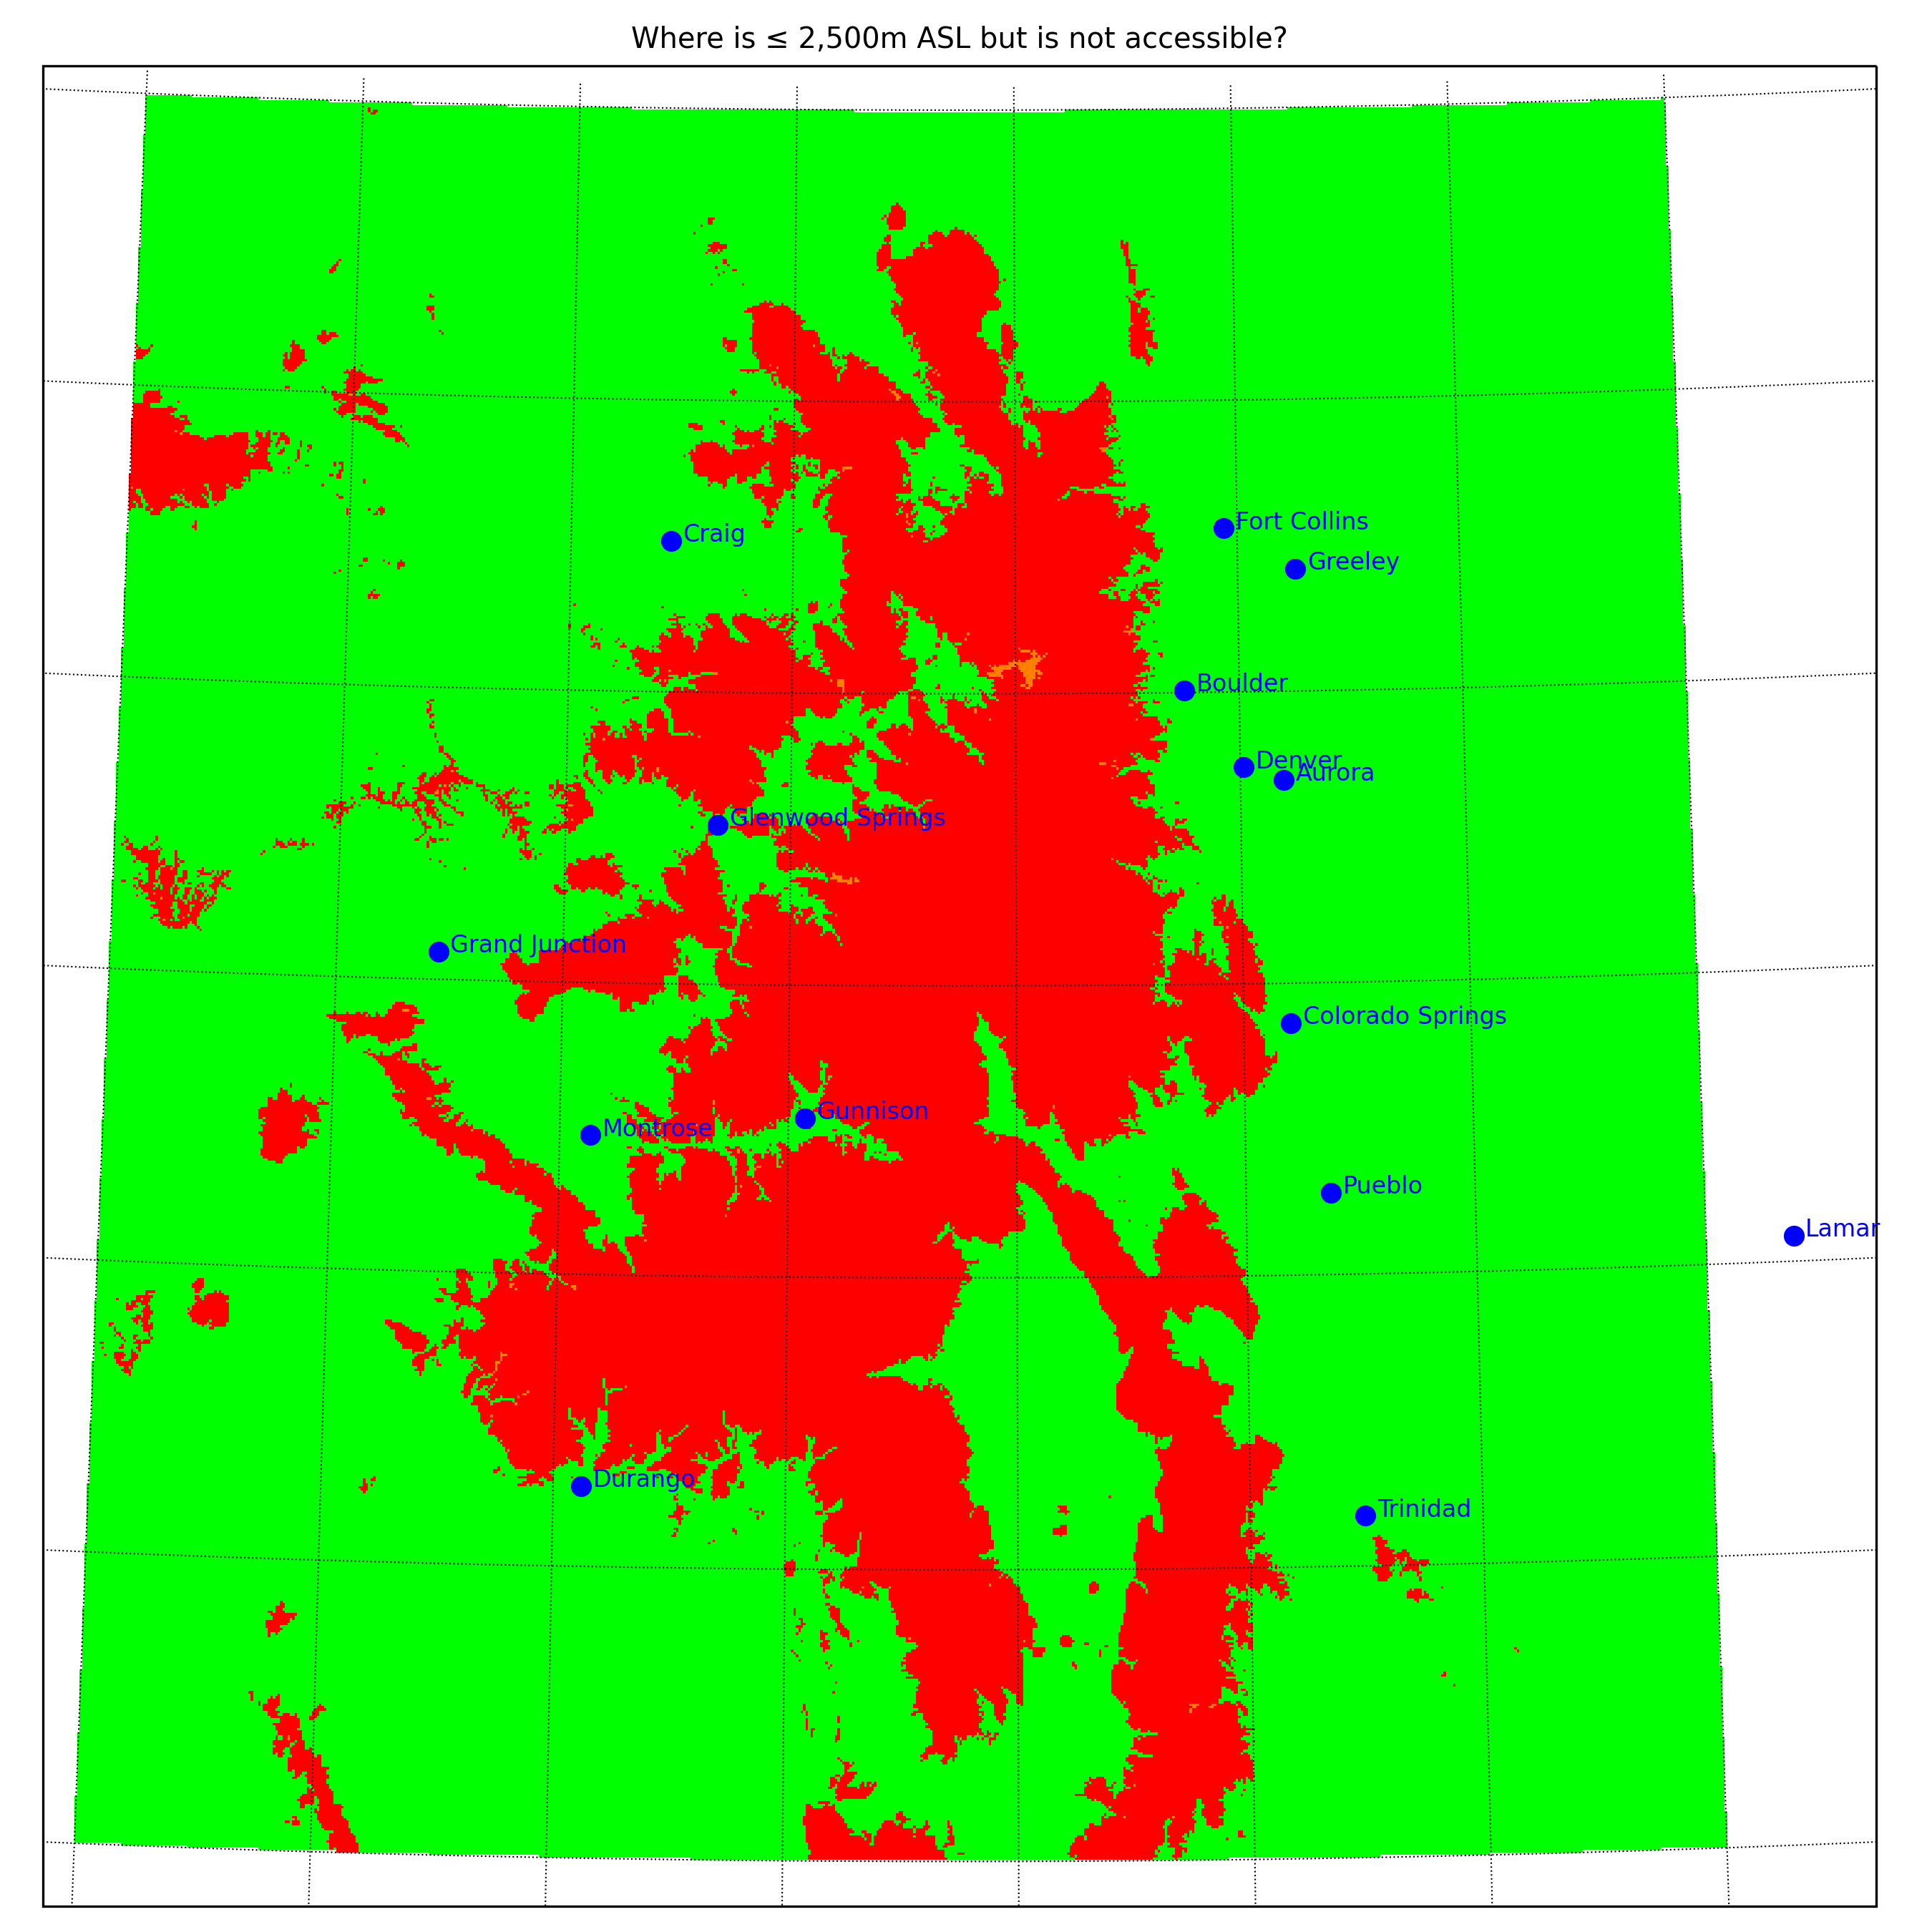 Where is ≤ 2,500m ASL but is not accessible?
Fort Collins
Craig
Greeley
Boulder
Denver
Aurora
Glenwood Springs
Grand Junction
Colorado Springs
Gunnison
Montrose
Pueblo
Lamar
Durango
Trinidad